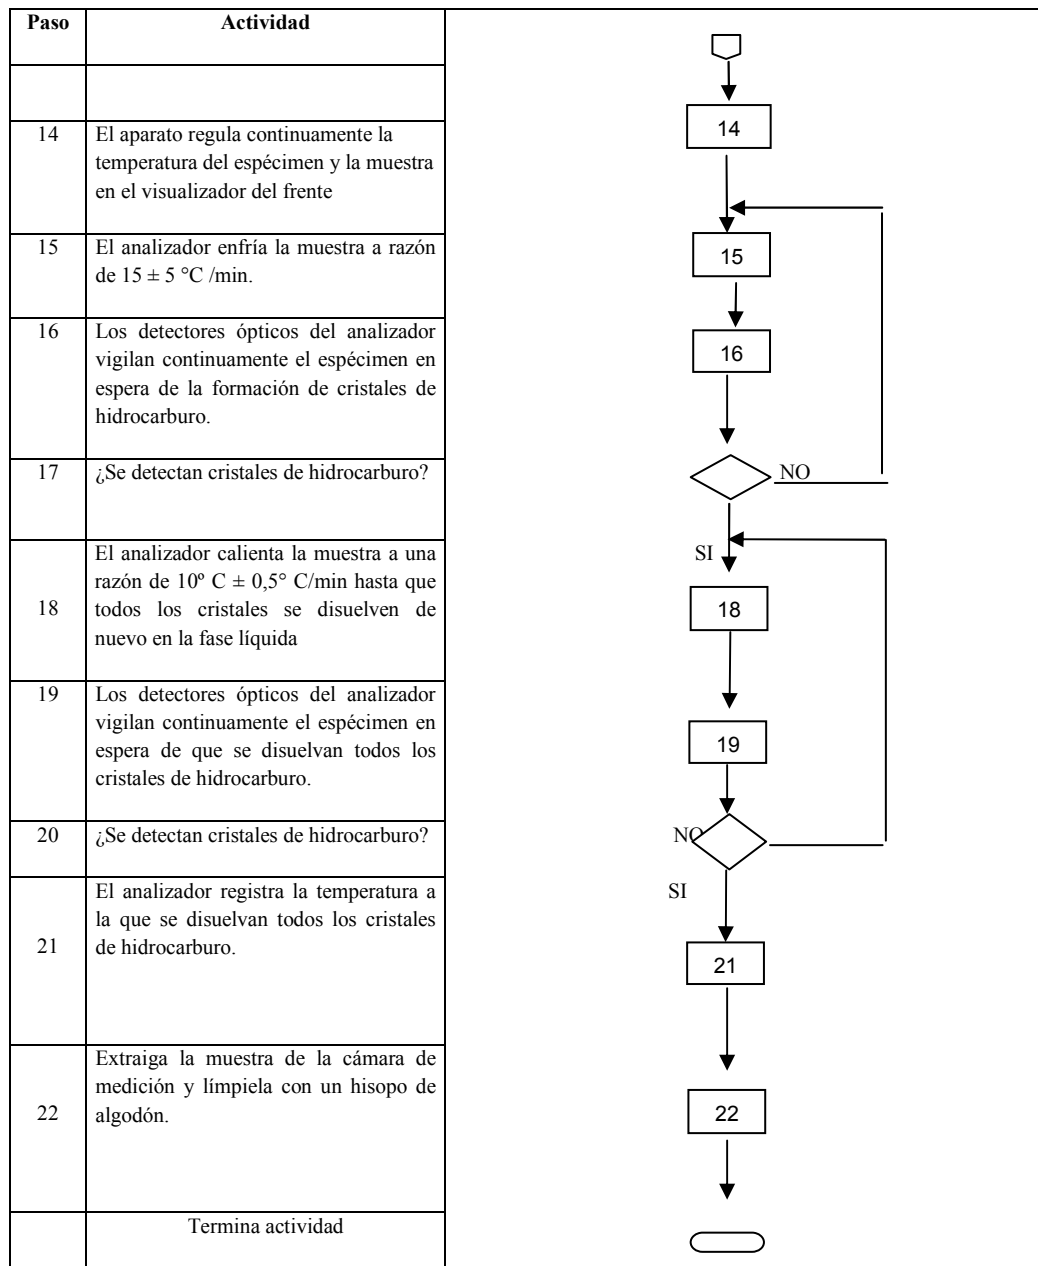 Paso Actividad
14 El aparato regula continuamente la
temperatura del espécimen y la muestra
en el visualizador del frente
15 El analizador enfría la muestra a razón
de 15 ± 5 °C /min.
16 Los detectores ópticos del analizador
vigilan continuamente el espécimen en
espera de la formación de cristales de
hidrocarburo.
17 ¿Se detectan cristales de hidrocarburo?
El analizador calienta la muestra a una
razón de 10º C ± 0,5° C/min hasta que
18 todos los cristales se disuelven de
nuevo en la fase líquida
19 Los detectores ópticos del analizador
vigilan continuamente el espécimen en
espera de que se disuelvan todos los
cristales de hidrocarburo.
20 ¿Se detectan cristales de hidrocarburo?
El analizador registra la temperatura a
la que se disuelvan todos los cristales
21 de hidrocarburo.
Extraiga la muestra de la cámara de
medición y límpiela con un hisopo de
22 algodón.
Termina actividad
14
15
16
NO
SI
18
19
NO
SI
21
22